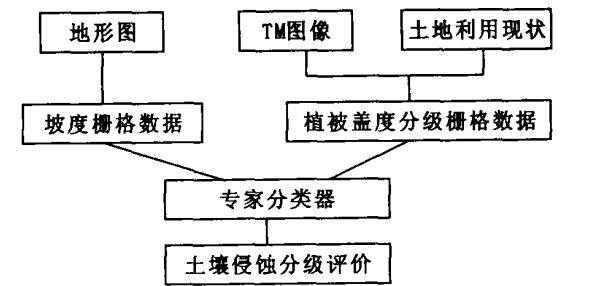 地形图
TM图像
土地利用现状
坡度栅格数据
植被盖度分级栅格数据
专家分类器
土壤侵蚀分级评价